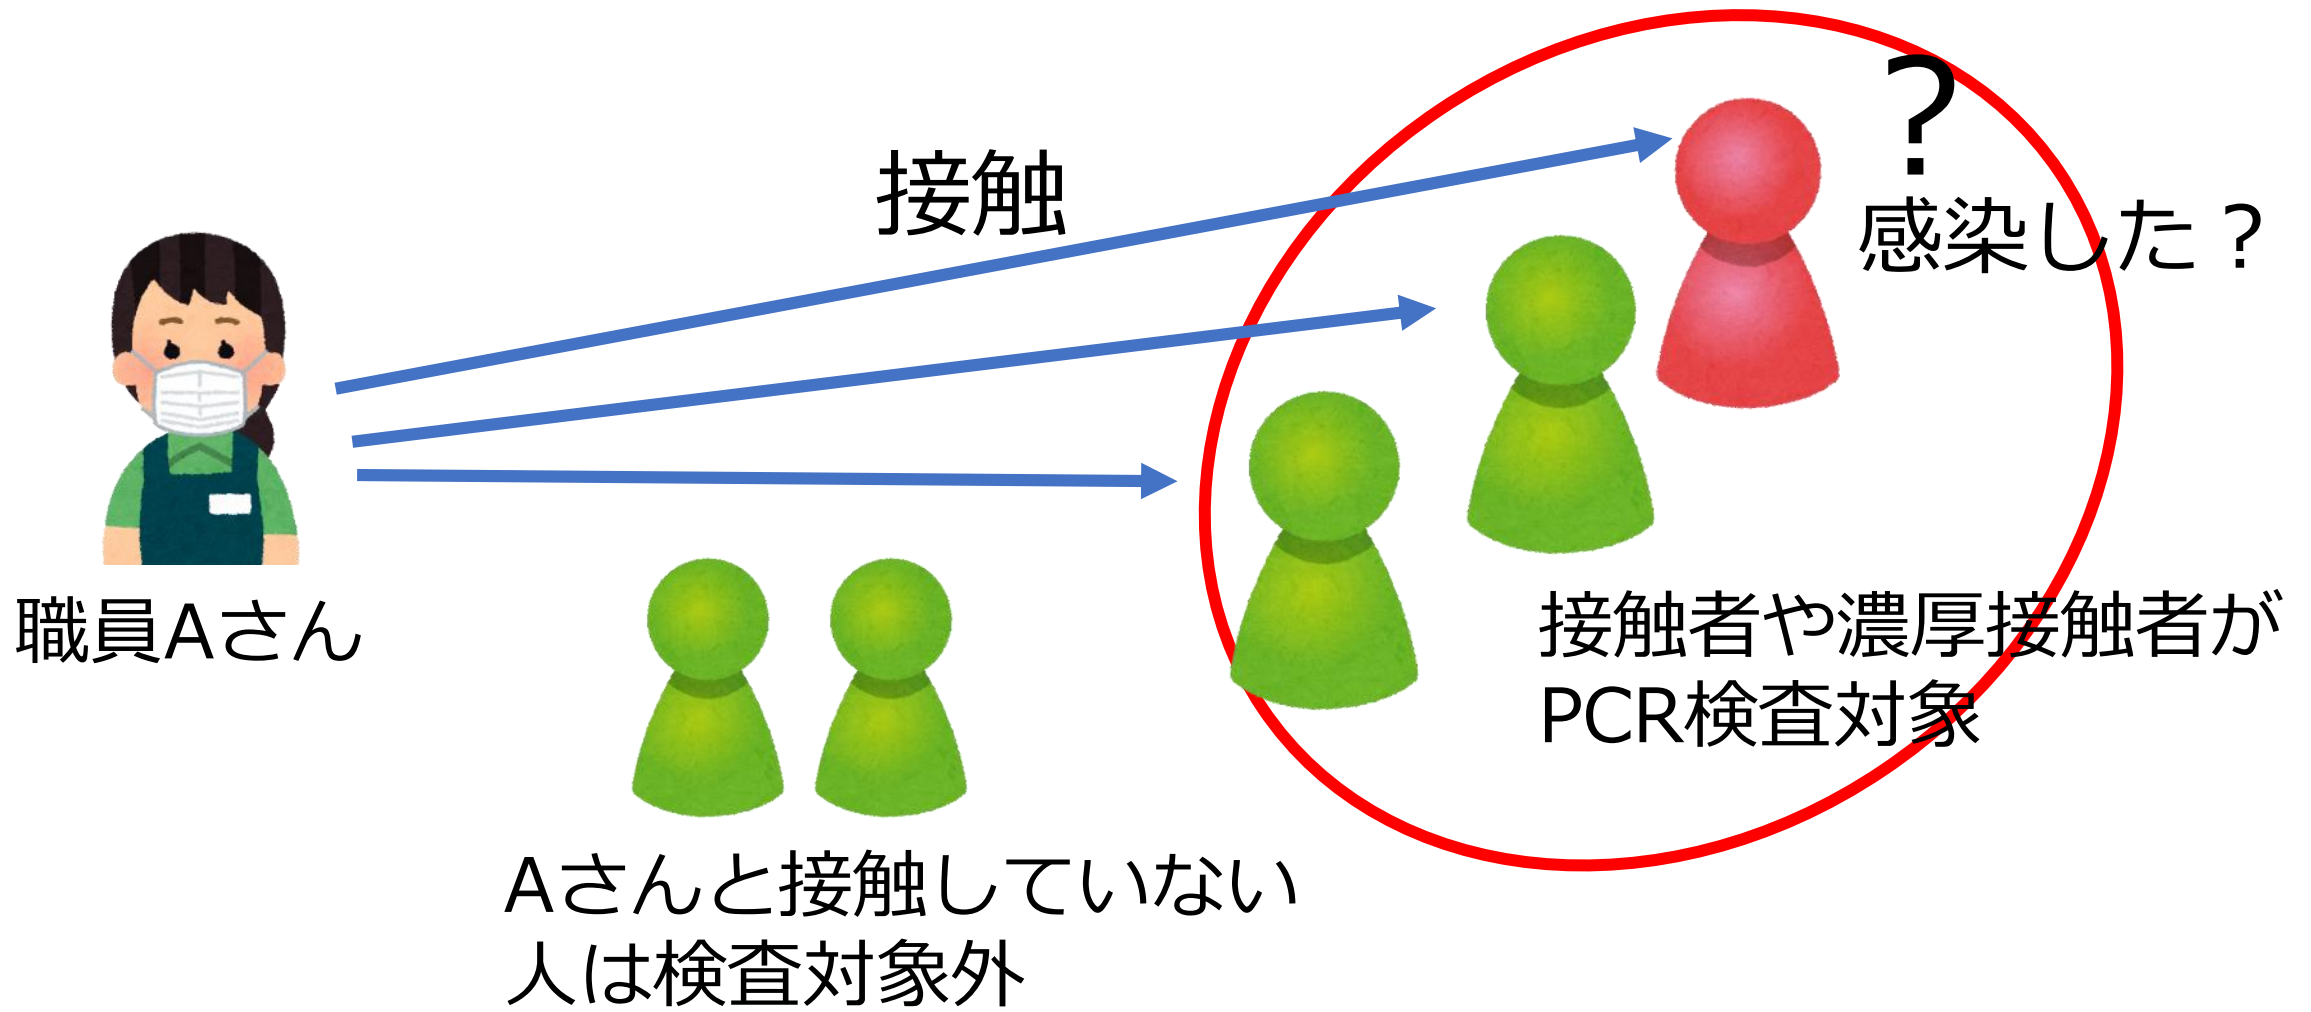 接触
?
感染した?
職員Aさん
接触者や濃厚接触者が
PCR検査対象
Aさんと接触していない
人は検査対象外